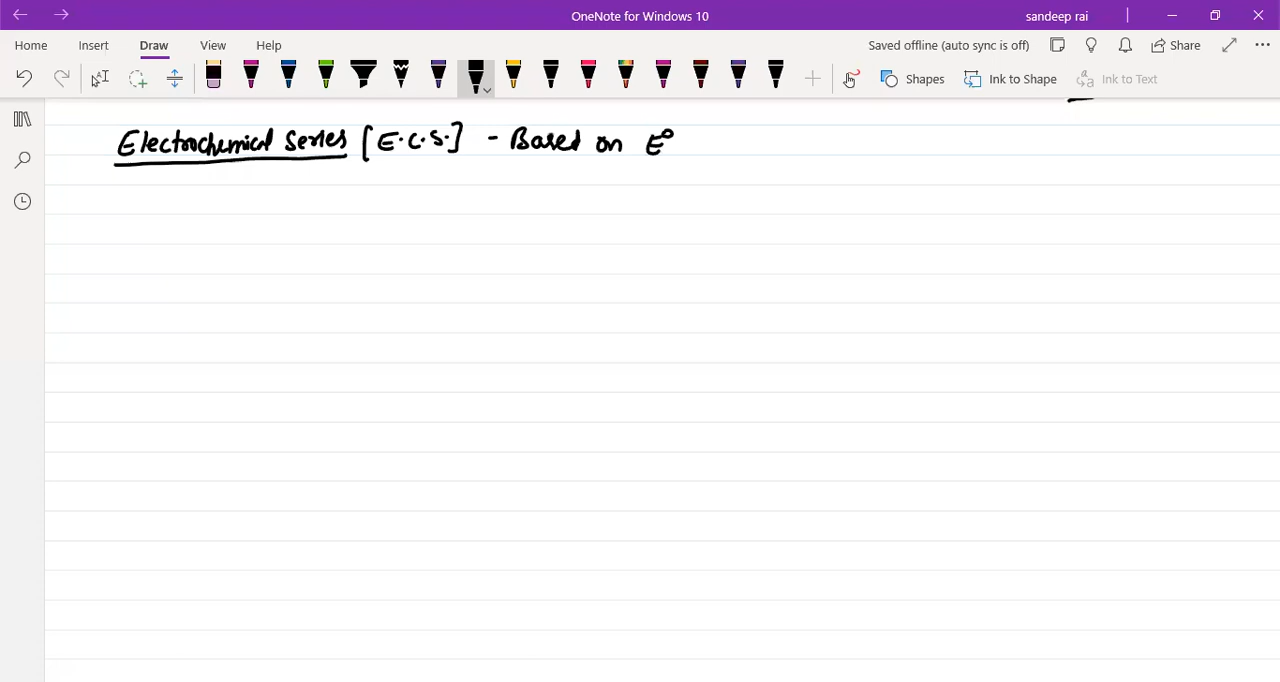 OneNote for Windows 10
sandeep rai
Home Insert Draw View Help
Saved offline (auto sync is off) Share
Shapes Ink to Shape Ink to Text
Electrochemical Series [E.C.S.] - Based on E°